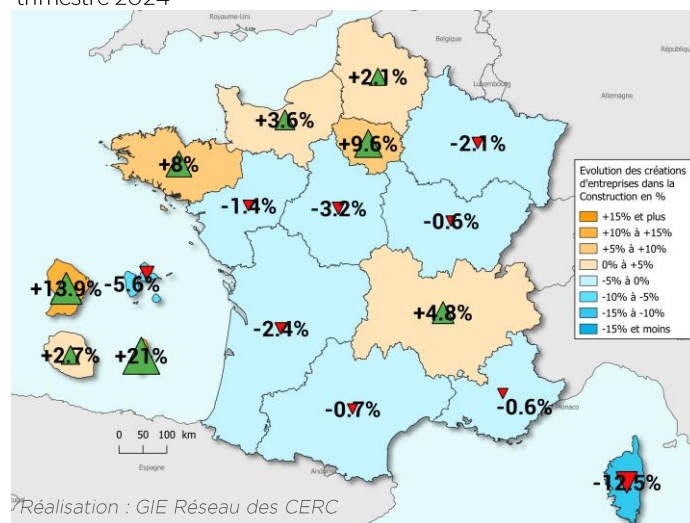 trimestre 2024
Royaume-Uni
Belgique
Luxembourg
République
Allemagne
+2.1%
+3.6%
+9.6%
-2.1%
+8%
-1.4%
-3.2%
-0.6%
+13.9%
-5.6%
+2.7%
+21%
-2.4%
+4.8%
-0.7%
-0.6%
-12.5%
Evolution des créations
d'entreprises dans la
Construction en %
+15% et plus
+10% à +15%
+5% à +10%
0% à +5%
-5% à 0%
-10% à -5%
-15% à -10%
-15% et moins
0 50 100 km
Espagne
Réalisation : GIE Réseau des CERC